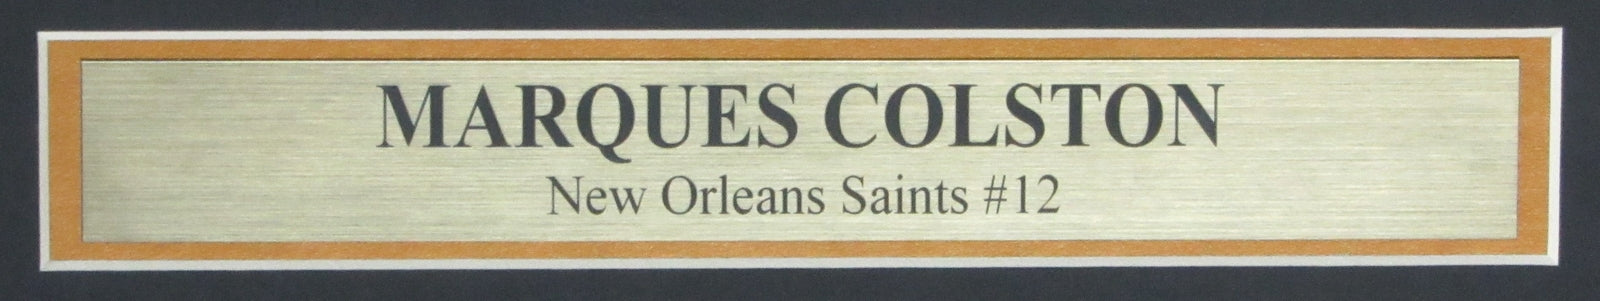 MARQUES COLSTON
New Orleans Saints #12